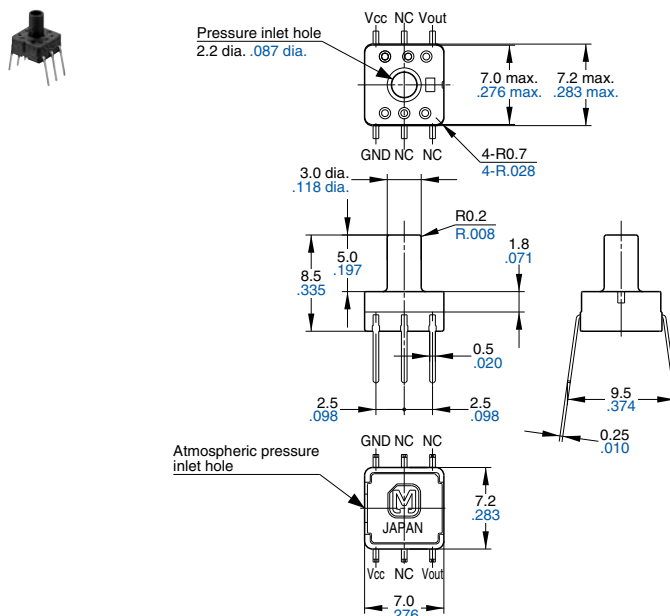 Vcc NC Vout
Pressure inlet hole
2.2 dia. .087 dia.
7.0 max.
.276 max.
7.2 max.
.283 max.
GND NC NC
4-R0.7
4-R.028
3.0 dia.
.118 dia.
R0.2
R.008
8.5
.335
5.0
.197
1.8
.071
0.5
.020
2.5
.098
2.5
.098
9.5
.374
0.25
.010
GND NC NC
Atmospheric pressure
inlet hole
M
JAPAN
7.2
.283
Vcc NC Vout
7.0
.276